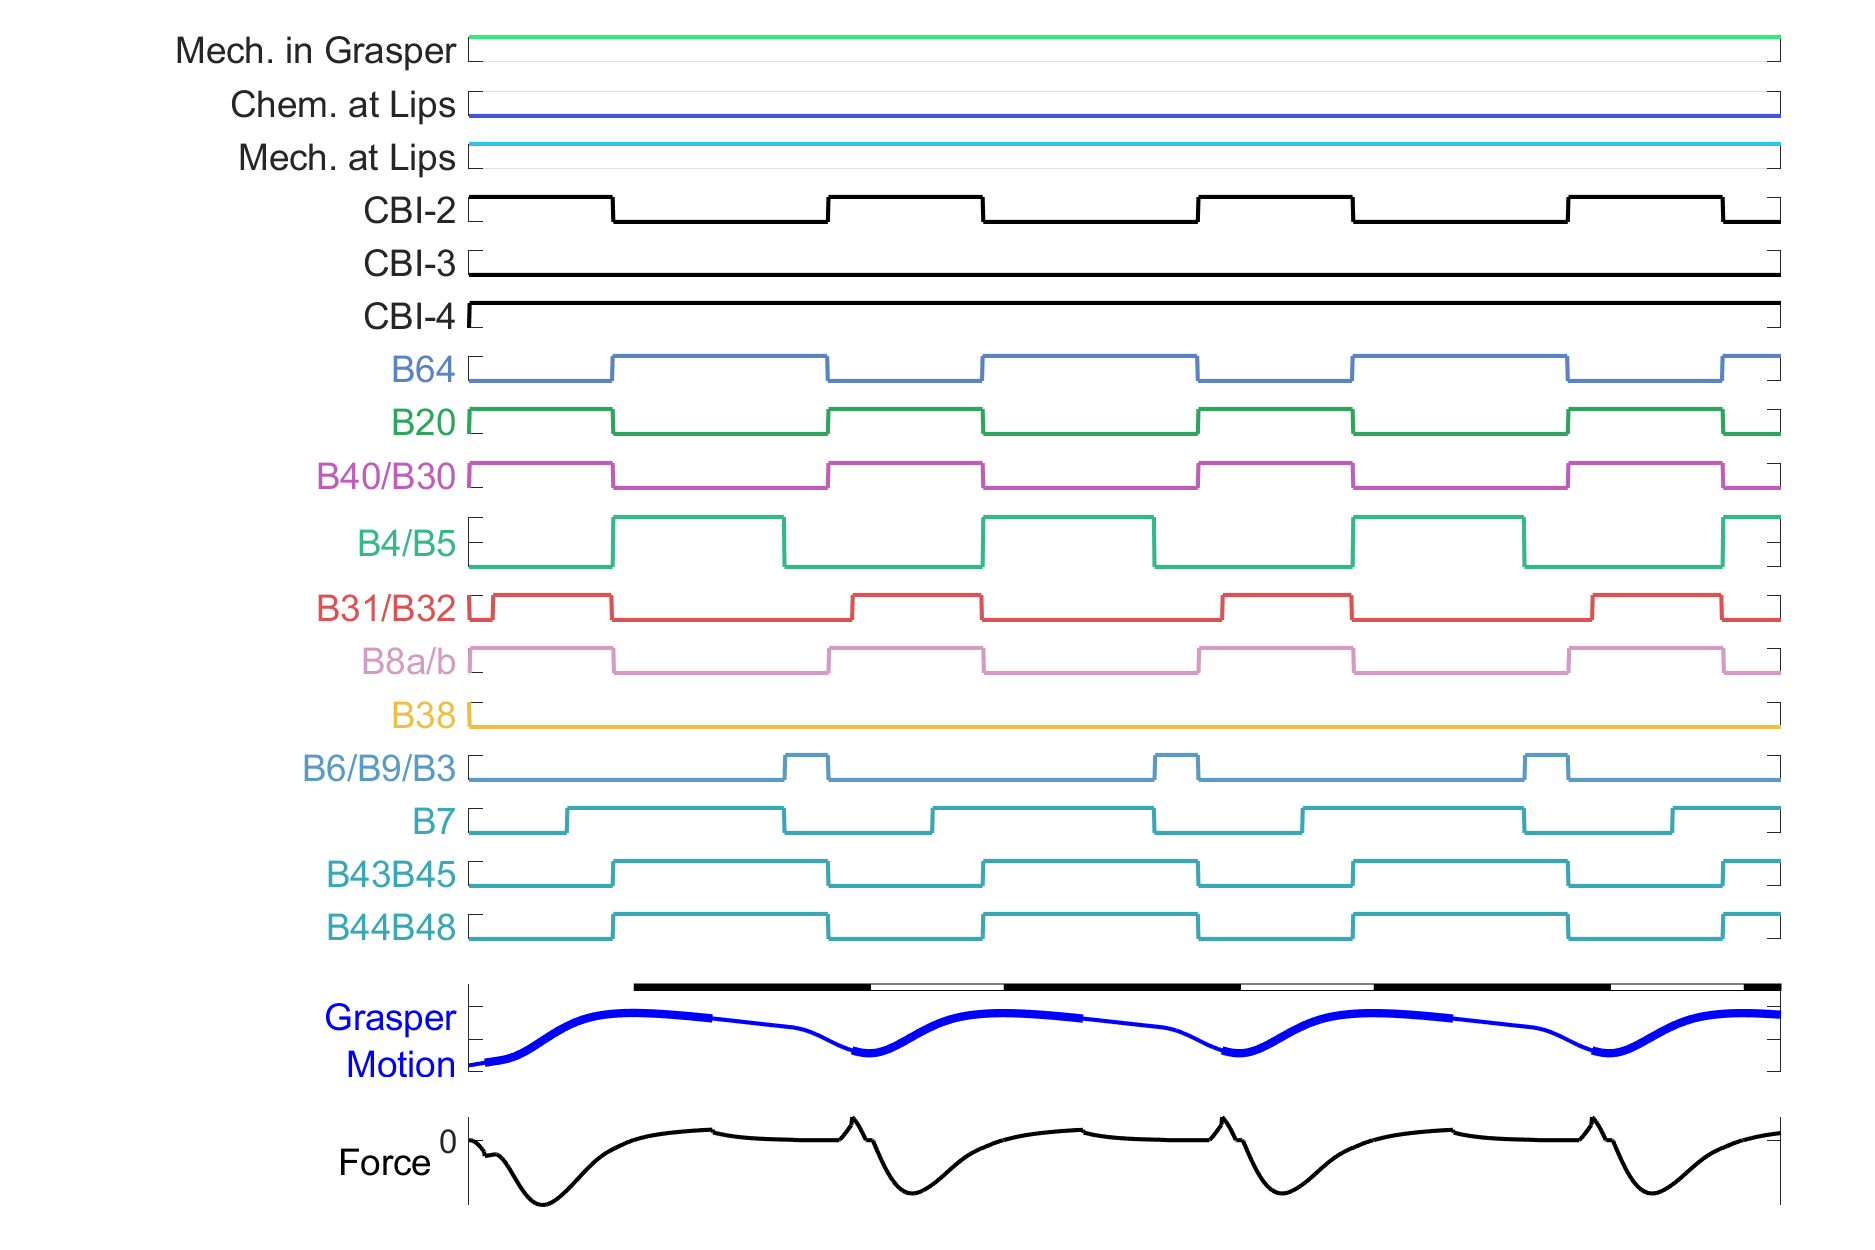 Mech. in Grasper
Chem. at Lips
Mech. at Lips
CBI-2
CBI-3
CBI-4
B64
B20
B40/B30
B4/B5
B31/B32
B8a/b
B38
B6/B9/B3
B7
B43B45
B44B48
Grasper
Motion
0
Force